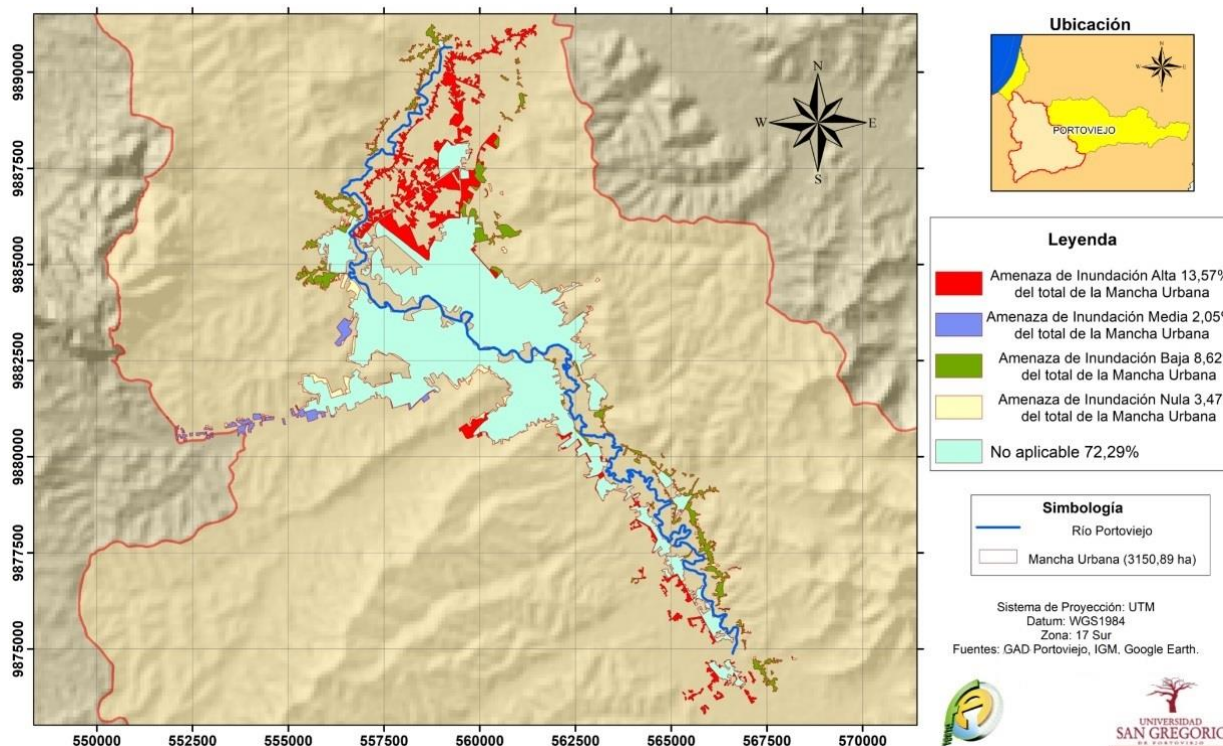 Ubicación
N
W
E
S
PORTOVIEJO
N
W
E
S
Leyenda
Amenaza de Inundación Alta 13,57%
del total de la Mancha Urbana
Amenaza de Inundación Media 2,05%
del total de la Mancha Urbana
Amenaza de Inundación Baja 8,62
del total de la Mancha Urbana
Amenaza de Inundación Nula 3,47
del total de la Mancha Urbana
No aplicable 72,29%
Simbología
Río Portoviejo
Mancha Urbana (3150,89 ha)
Sistema de Proyección: UTM
Datum: WGS1984
Zona: 17 Sur
Fuentes: GAD Portoviejo, IGM, Google Earth.
UNIVERSIDAD
SAN GREGORIO
DE PORTOVIEJO
9890000
9887500
9885000
9882500
9880000
9877500
9875000
550000
552500
555000
557500
560000
562500
565000
567500
570000